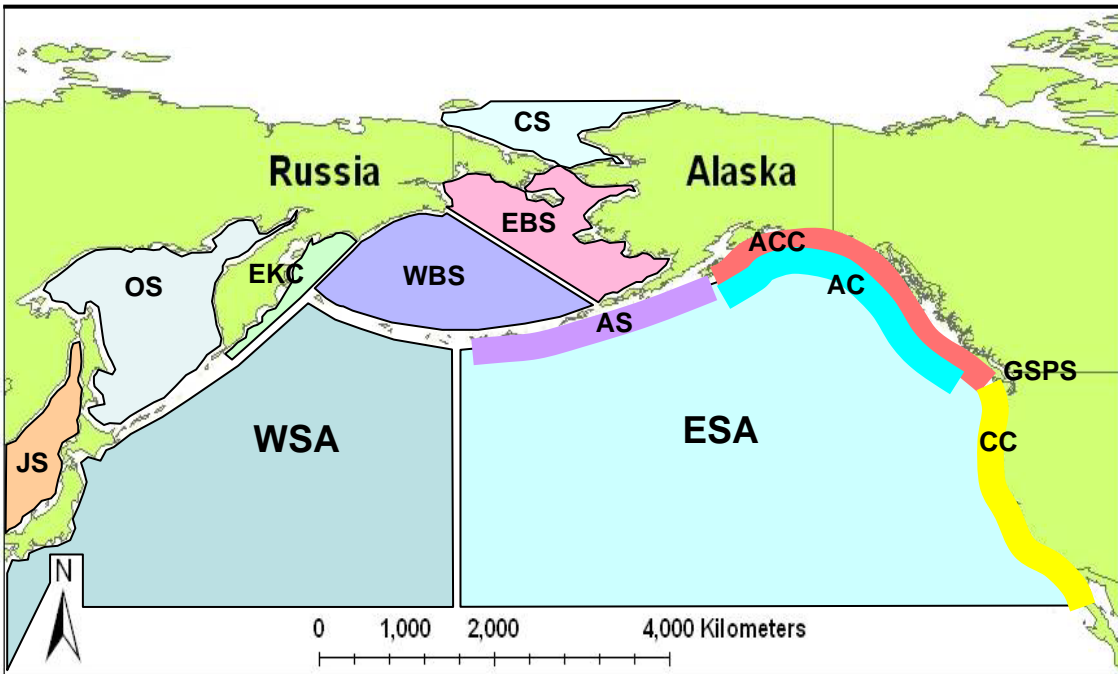 CS
Russia
Alaska
EBS
ACC
EKC
WBS
OS
AC
AS
GSPS
WSA
ESA
CC
JS
N
0 1,000 2,000 4,000 Kilometers